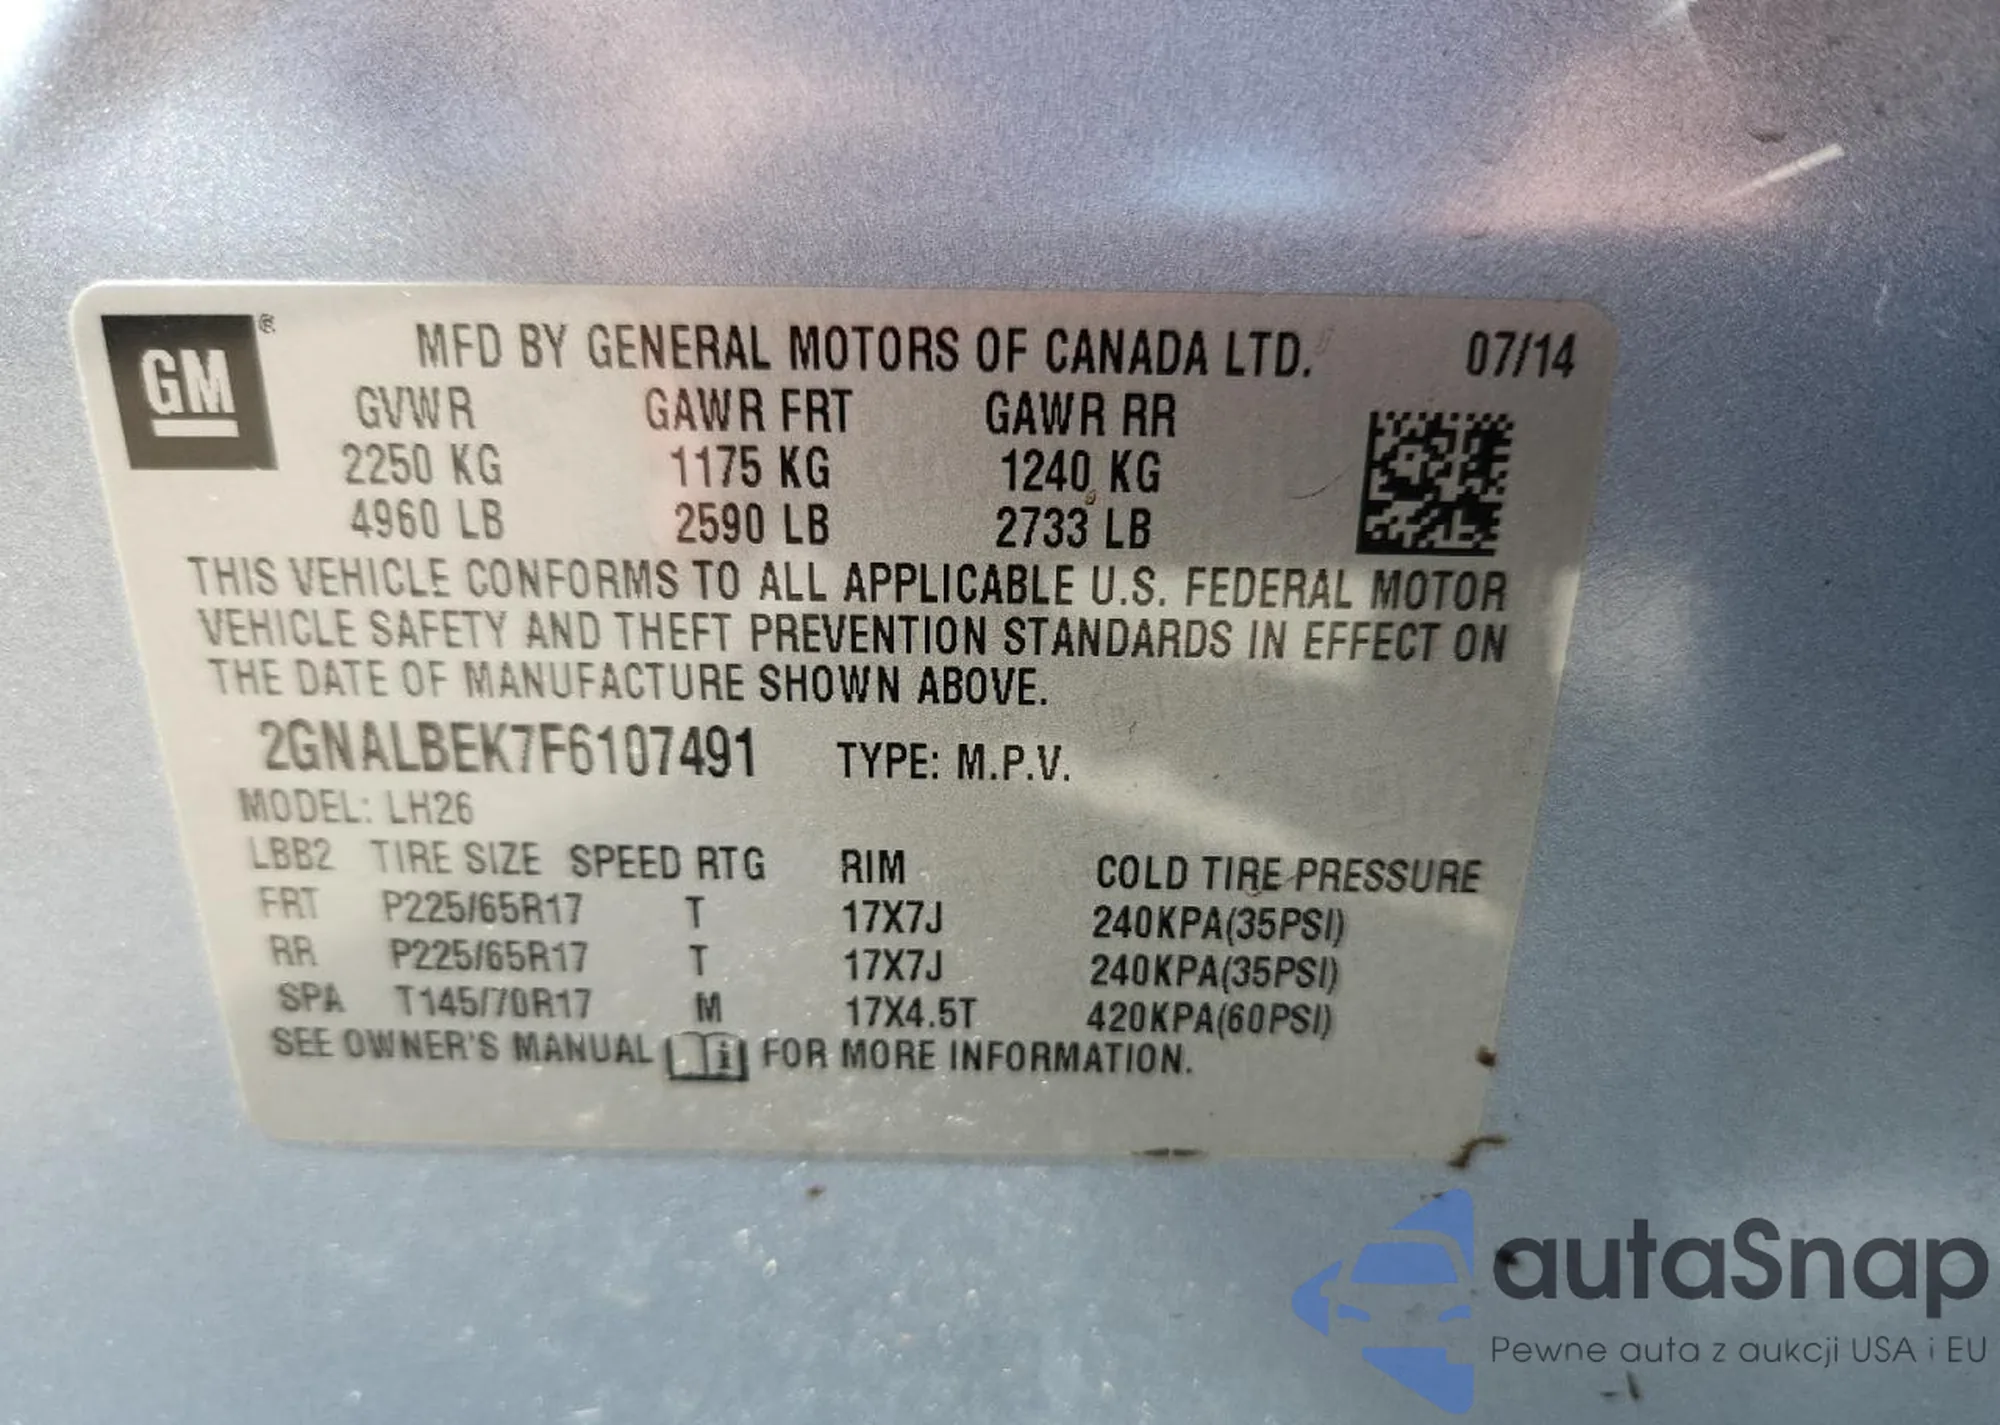 GM ® MFD BY GENERAL MOTORS OF CANADA LTD. 07/14
GVWR GAWR FRT GAWR RR
2250 KG 1175 KG 1240 KG
4960 LB 2590 LB 2733 LB
THIS VEHICLE CONFORMS TO ALL APPLICABLE U.S. FEDERAL MOTOR
VEHICLE SAFETY AND THEFT PREVENTION STANDARDS IN EFFECT ON
THE DATE OF MANUFACTURE SHOWN ABOVE.
2GNALBEK7F6107491 TYPE: M.P.V.
MODEL: LH26
LBB2 TIRE SIZE SPEED RTG RIM COLD TIRE PRESSURE
FRT P225/65R17 T 17X7J 240KPA(35PSI)
RR P225/65R17 T 17X7J 240KPA(35PSI)
SPA T145/70R17 M 17X4.5T 420KPA(60PSI)
SEE OWNER'S MANUAL i FOR MORE INFORMATION.
autaSnap
Pewne auta z aukcji USA i EU